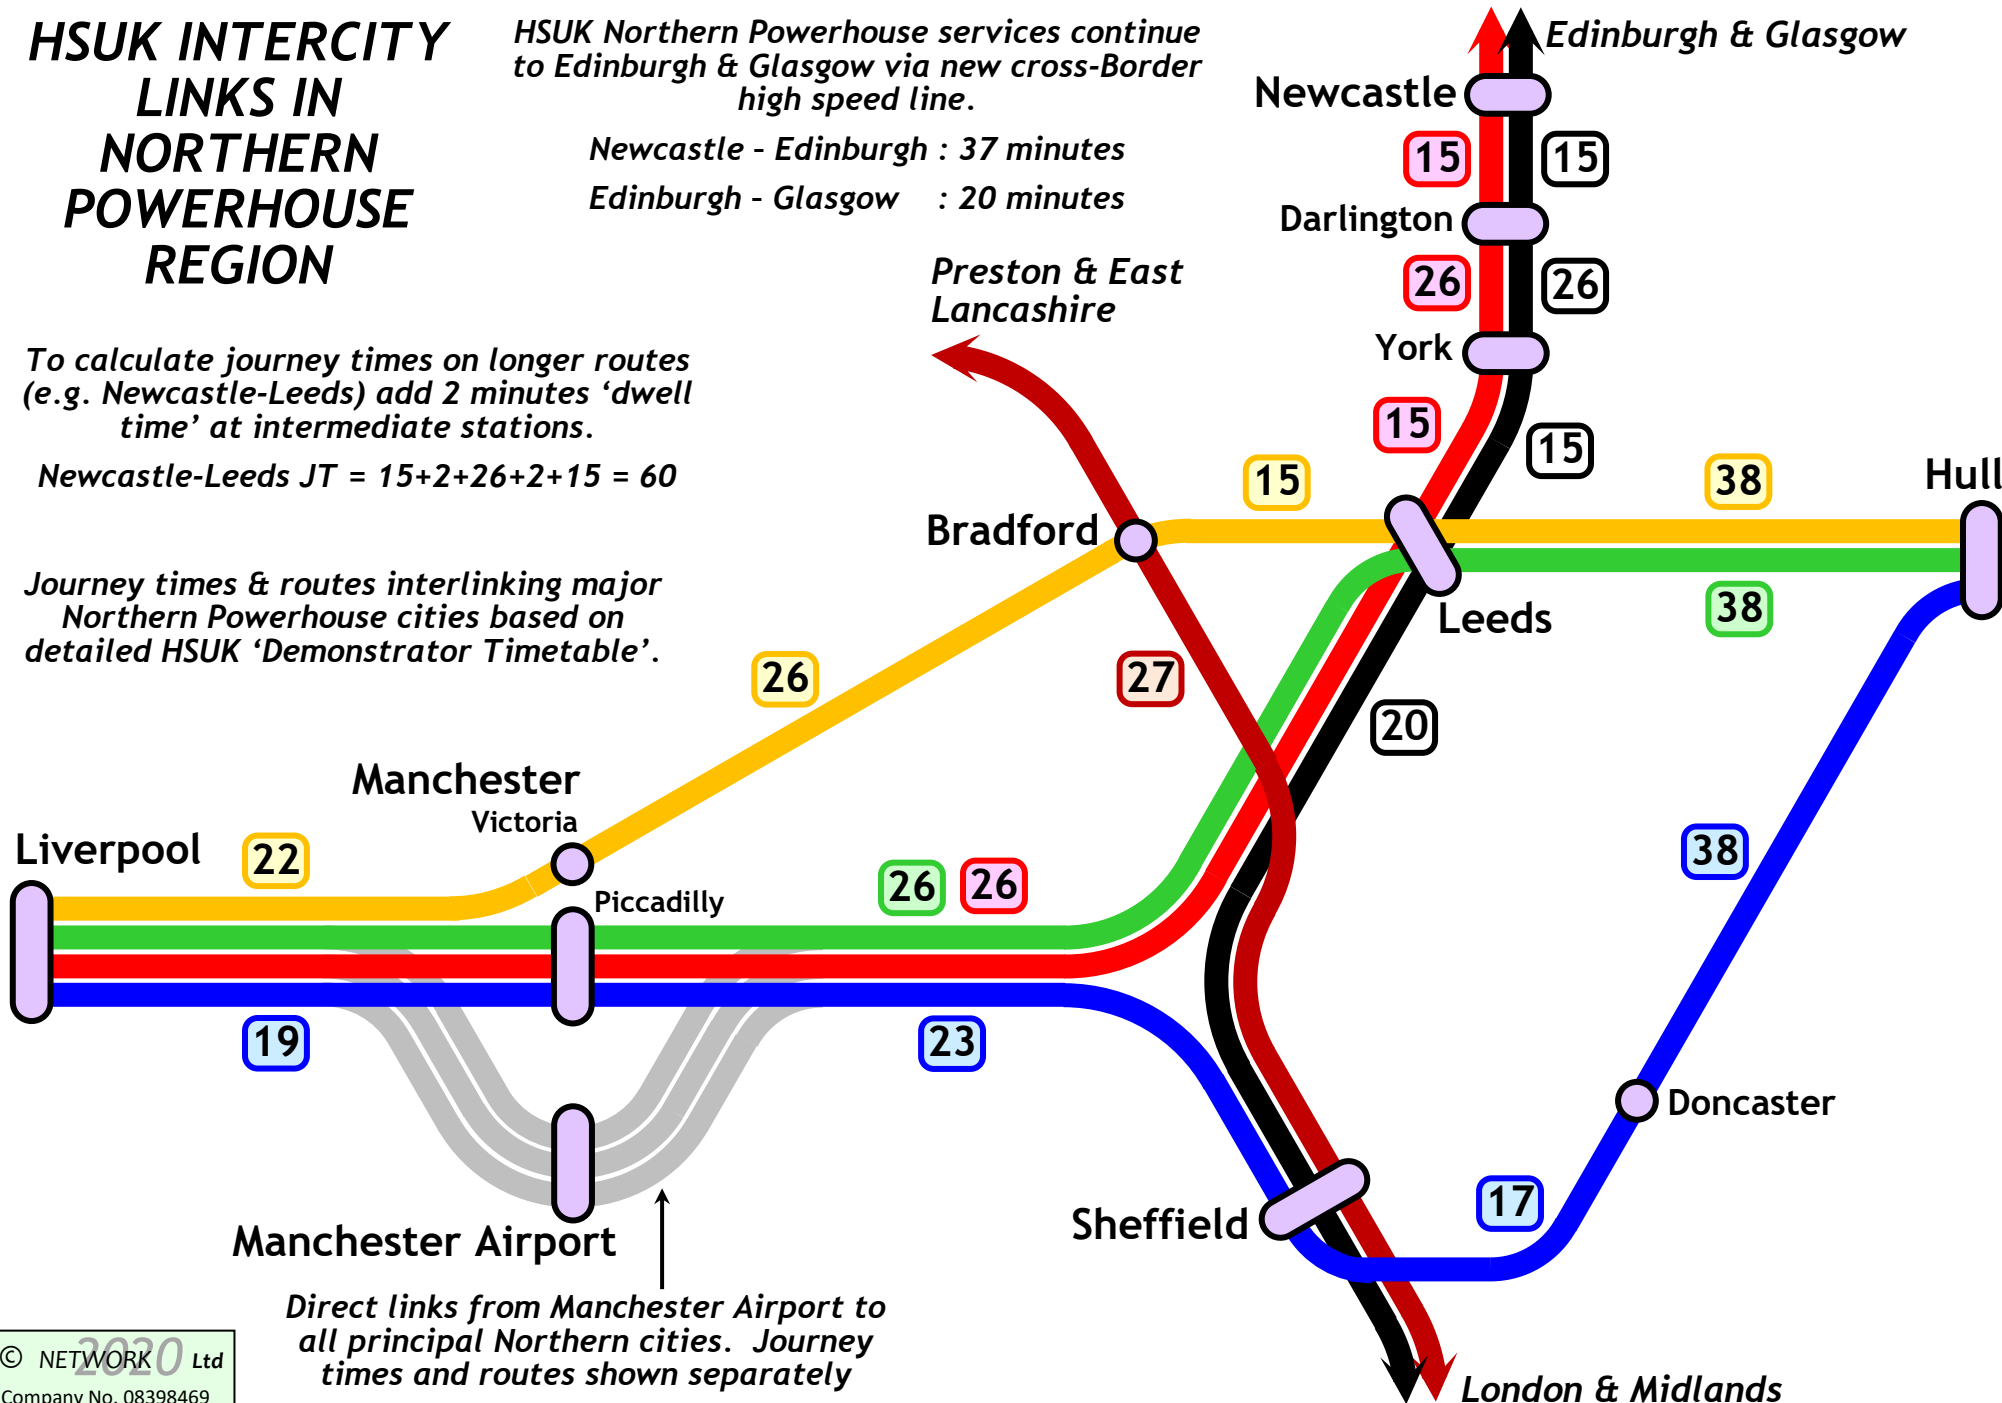 HSUK INTERCITY
LINKS IN
NORTHERN
POWERHOUSE
REGION
HSUK Northern Powerhouse services continue
to Edinburgh & Glasgow via new cross-Border
high speed line.
Newcastle – Edinburgh : 37 minutes
Edinburgh – Glasgow : 20 minutes
Edinburgh & Glasgow
Newcastle
15
15
Darlington
26
26
York
Preston & East
Lancashire
To calculate journey times on longer routes
(e.g. Newcastle-Leeds) add 2 minutes ‘dwell
time’ at intermediate stations.
Newcastle-Leeds JT = 15+2+26+2+15 = 60
15
15
15
38
Hull
Bradford
Journey times & routes interlinking major
Northern Powerhouse cities based on
detailed HSUK ‘Demonstrator Timetable’.
38
Leeds
26
27
20
Manchester
Victoria
Liverpool
22
38
26
26
Piccadilly
19
23
Doncaster
17
Sheffield
Manchester Airport
Direct links from Manchester Airport to
all principal Northern cities. Journey
times and routes shown separately
© NETWORK 2020 Ltd
Company No. 08398469
London & Midlands